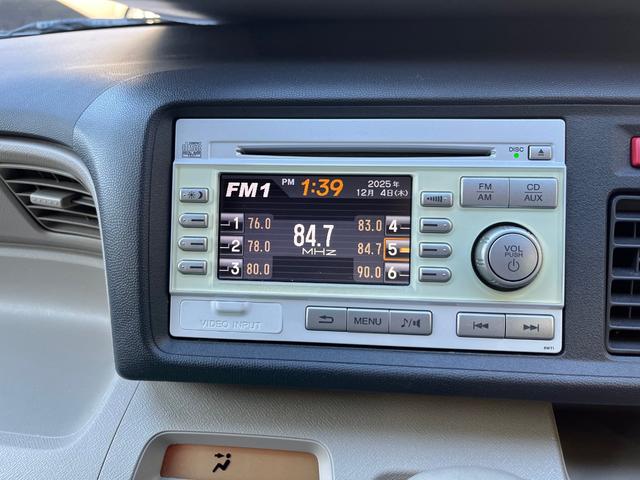 DISC
FM1 PM 1:39 2025年
12月 4日(木)
FM
AM
CD
AUX
1 76.0 83.0 4
2 78.0 84.7 5
3 80.0 90.0 6
84.7
MHz
VOL
PUSH
VIDEO INPUT
MENU